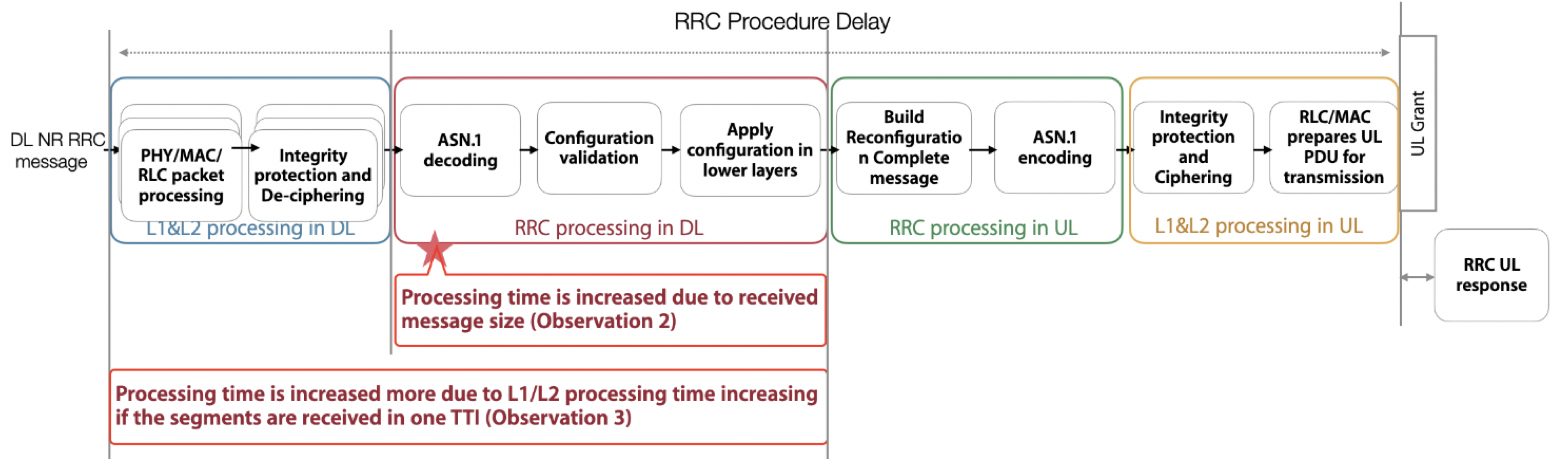 RRC Procedure Delay
DL NR RRC
message
PHY/MAC/
RLC packet
processing
Integrity
protection and
De-ciphering
L1&L2 processing in DL
ASN.1
decoding
Configuration
validation
Apply
configuration in
lower layers
RRC processing in DL
Build
Reconfiguratio
n Complete
message
ASN.1
encoding
RRC processing in UL
Integrity
protection
and
Ciphering
RLC/MAC
prepares UL
PDU for
transmission
L1&L2 processing in UL
UL Grant
RRC UL
response
Processing time is increased due to received
message size (Observation 2)
Processing time is increased more due to L1/L2 processing time increasing
if the segments are received in one TTI (Observation 3)